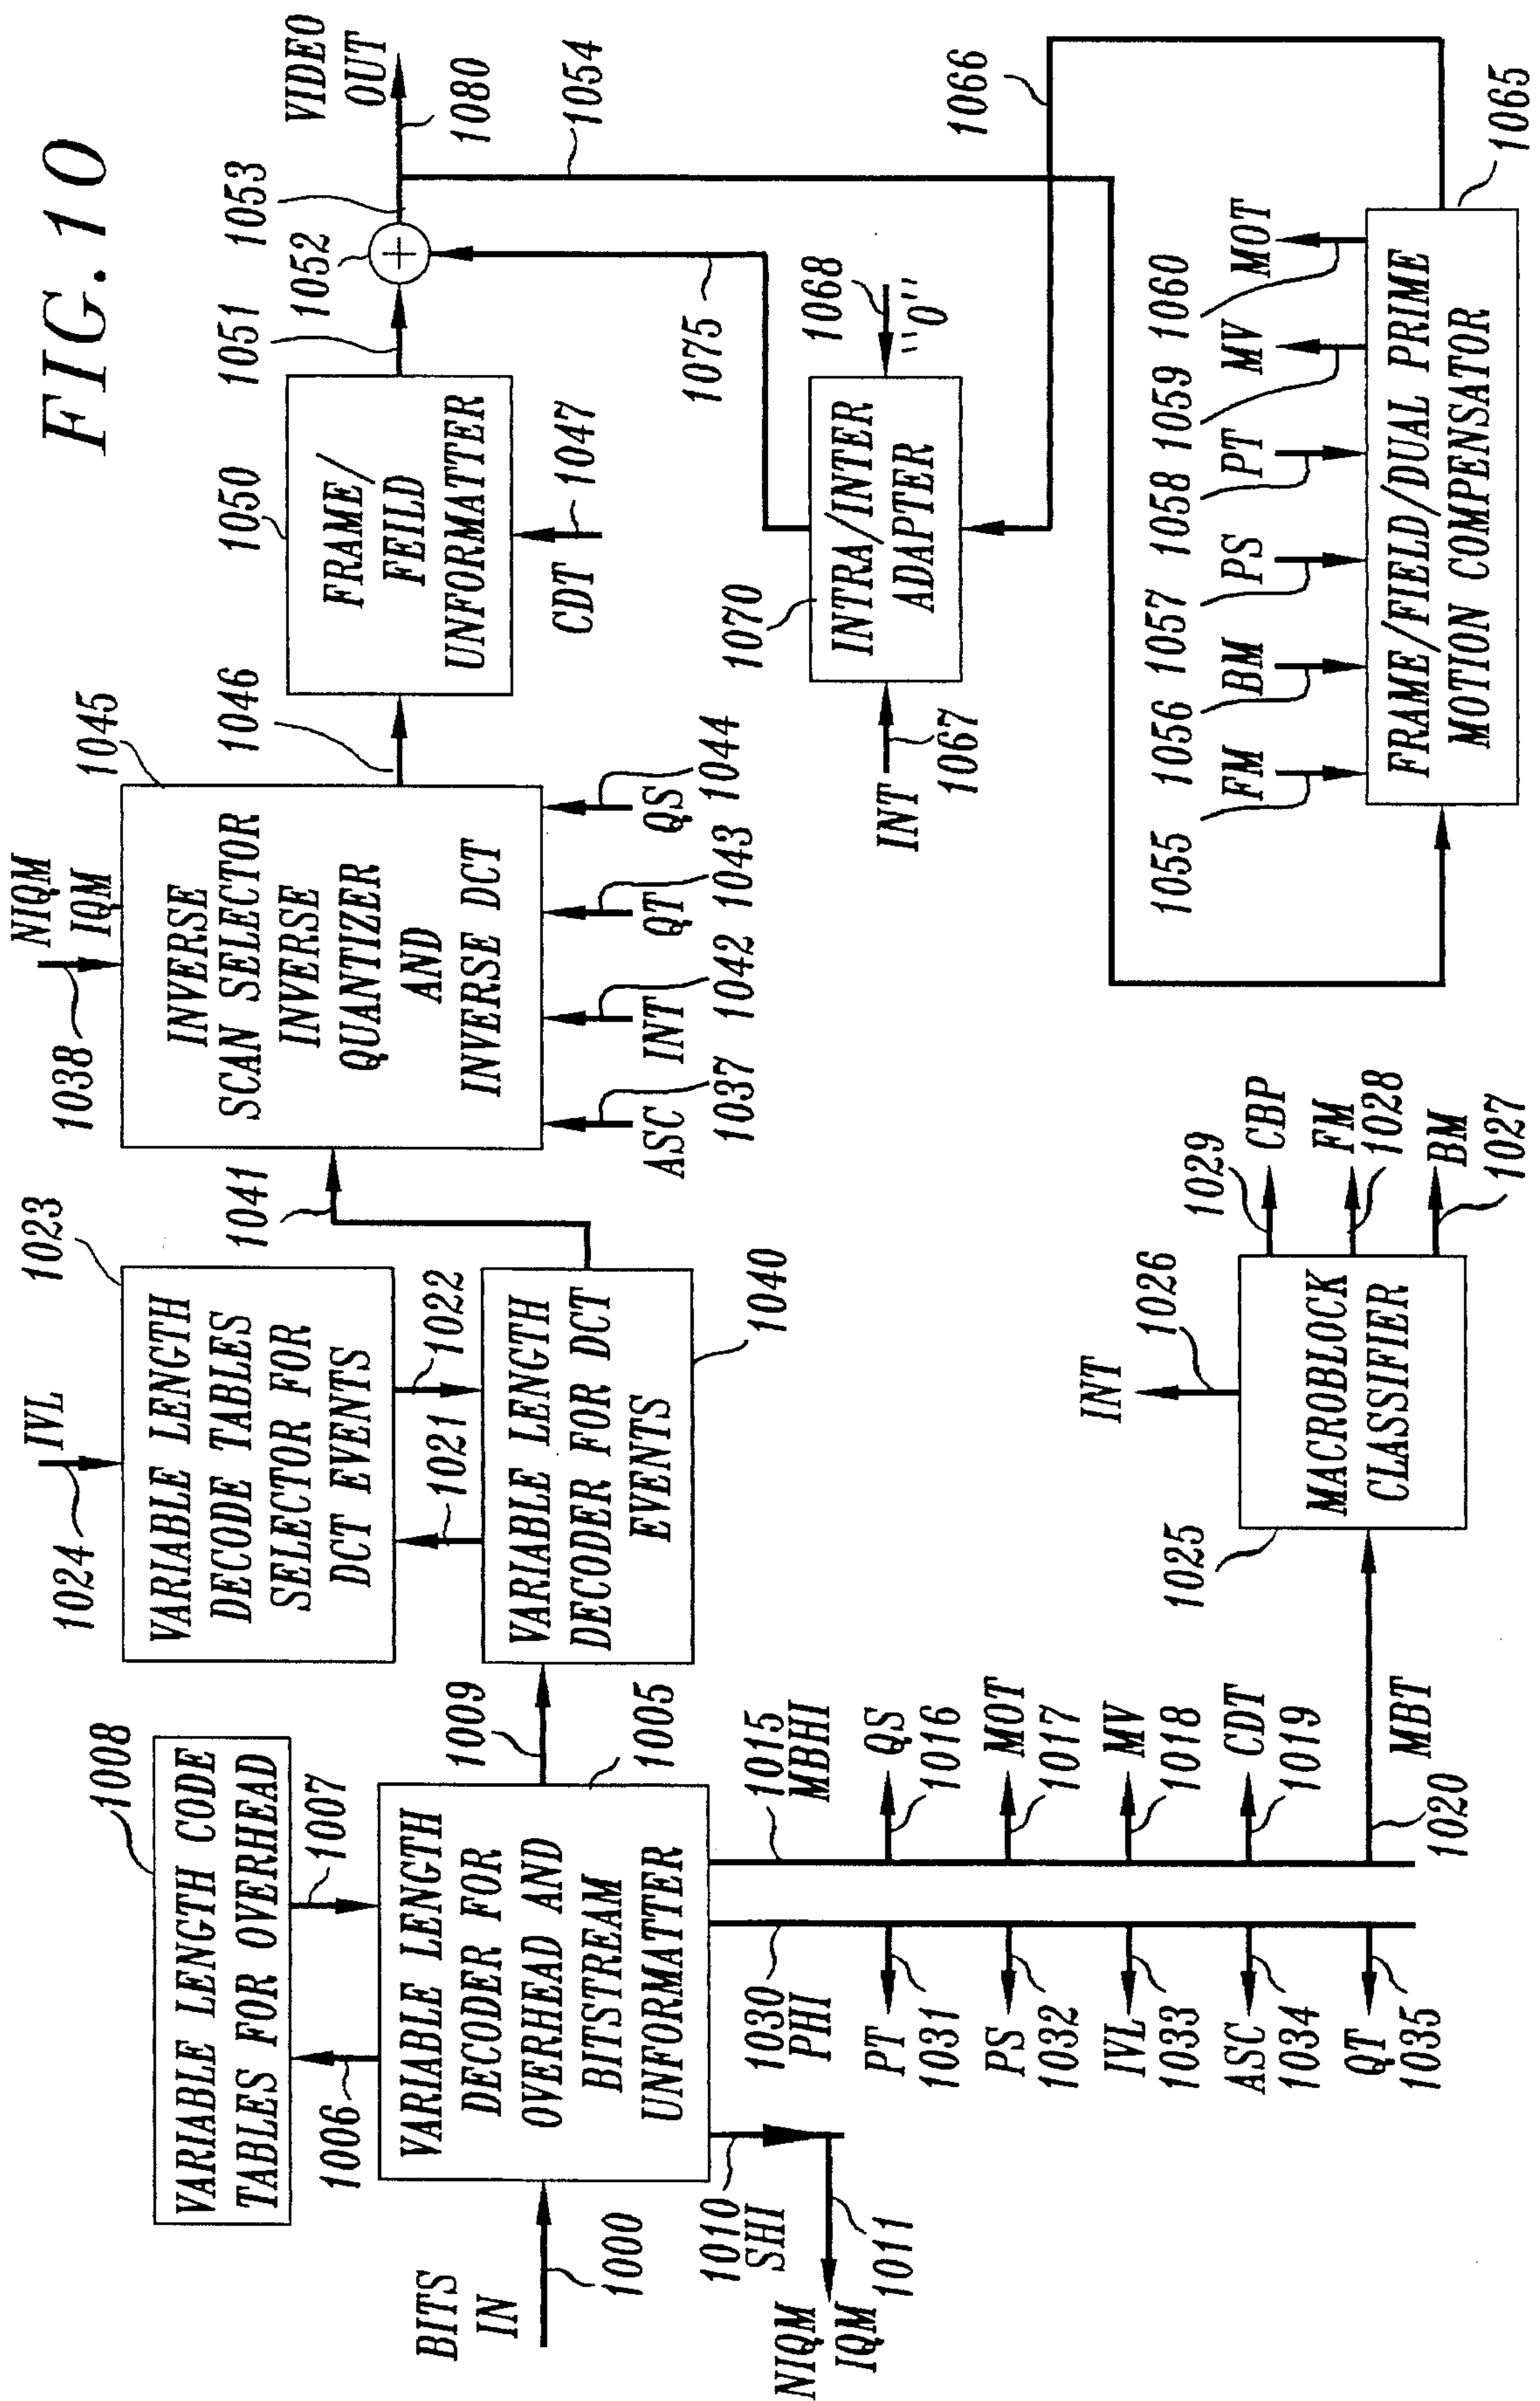 FIG.10
BITS
IN
1000
VARIABLE LENGTH CODE
TABLES FOR OVERHEAD
1008
1006
1007
VARIABLE LENGTH
DECODER FOR
OVERHEAD AND
BITSTREAM
UNFORMATTER
1005
1009
1010
SHI
1011
NIQM
IQM
1030
PHI
PT
1031
PS
1032
IVL
1033
ASC
1034
QT
1035
1015
MBHI
QS
1016
MOT
1017
MV
1018
CDT
1019
MBT
1020
IVL
1024
VARIABLE LENGTH
DECODE TABLES
SELECTOR FOR
DCT EVENTS
1023
1021
1022
VARIABLE LENGTH
DECODER FOR DCT
EVENTS
1040
1041
MACROBLOCK
CLASSIFIER
1025
INT
1026
CBP
1029
FM
1028
BM
1027
NIQM
IQM
1038
INVERSE
SCAN SELECTOR
INVERSE
QUANTIZER
AND
INVERSE DCT
1045
1046
ASC
1037
INT
1042
QT
1043
QS
1044
FRAME/
FEILD
UNFORMATTER
1050
CDT
1047
1051
1052
1053
VIDEO
OUT
1080
1054
INTRA/INTER
ADAPTER
1070
INT
1067
1068
"0"
1075
1066
FRAME/FIELD/DUAL PRIME
MOTION COMPENSATOR
1065
FM
1055
BM
1056
PS
1057
PT
1058
MV
1059
MOT
1060